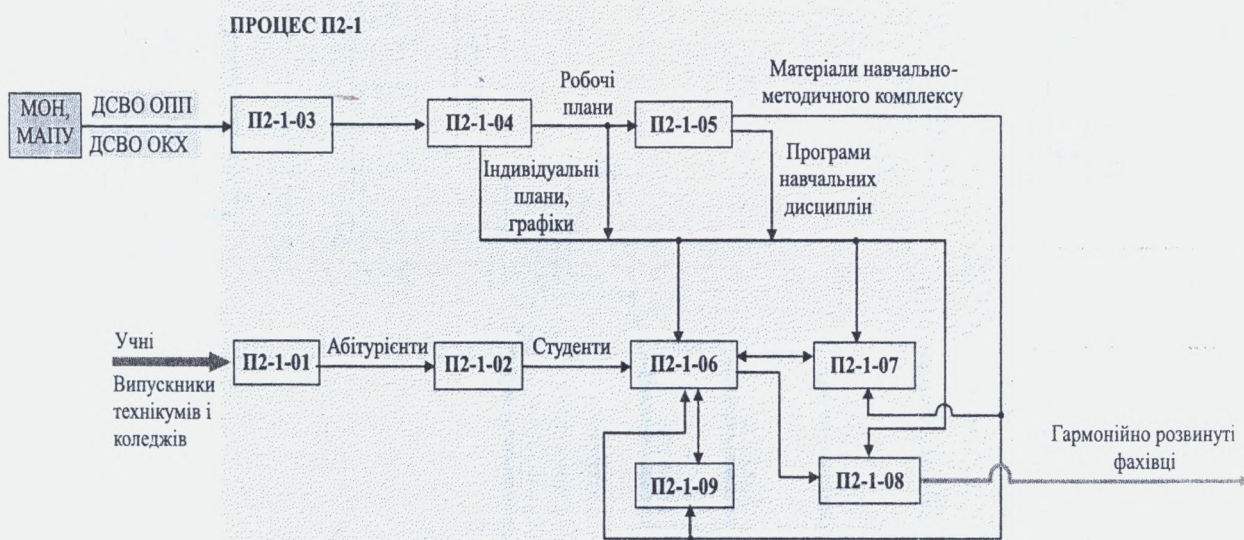 ПРОЦЕС П2-1
МОН,
МАПУ
ДСВО ОПП
ДСВО ОКХ
П2-1-03
П2-1-04
Робочі
плани
П2-1-05
Матеріали навчально-
методичного комплексу
Індивідуальні
плани,
графіки
Програми
навчальних
дисциплін
Учні
Випускники
технікумів і
коледжів
П2-1-01
Абітурієнти
П2-1-02
Студенти
П2-1-06
П2-1-07
П2-1-09
П2-1-08
Гармонійно розвинуті
фахівці